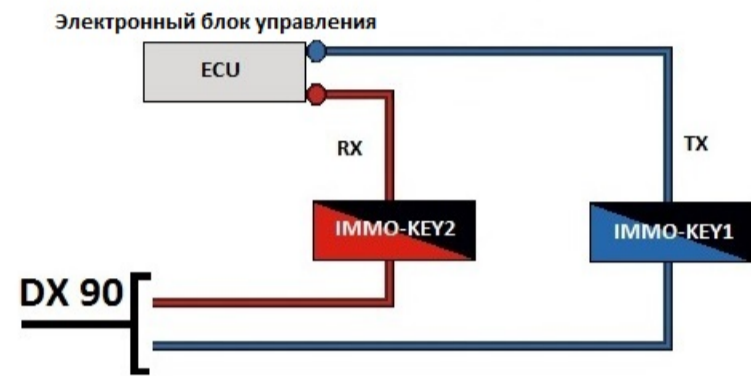 Электронный блок управления
ECU
RX
TX
IMMO-KEY2
IMMO-KEY1
DX 90